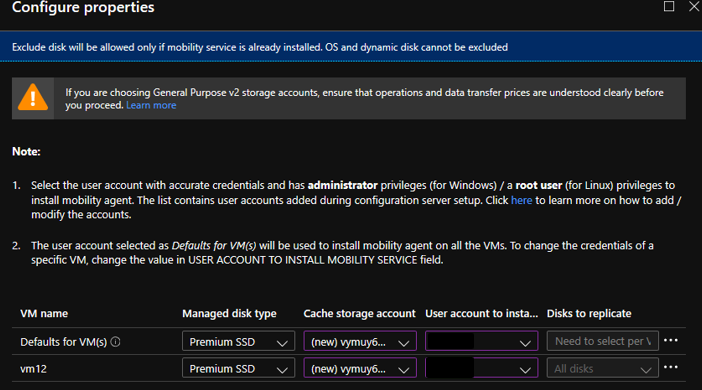 Configure properties
Exclude disk will be allowed only if mobility service is already installed. OS and dynamic disk cannot be excluded
If you are choosing General Purpose v2 storage accounts, ensure that operations and data transfer prices are understood clearly before
you proceed. Learn more
Note:
1. Select the user account with accurate credentials and has administrator privileges (for Windows) / a root user (for Linux) privileges to
install mobility agent. The list contains user accounts added during configuration server setup. Click here to learn more on how to add /
modify the accounts.
2. The user account selected as Defaults for VM(s) will be used to install mobility agent on all the VMs. To change the credentials of a
specific VM, change the value in USER ACCOUNT TO INSTALL MOBILITY SERVICE field.
VM name Managed disk type Cache storage account User account to insta... Disks to replicate
Defaults for VM(s) Premium SSD (new) vymuy6... Need to select per V
vm12 Premium SSD (new) vymuy6... All disks